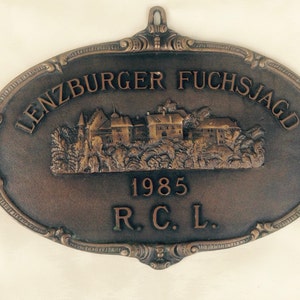 LENZBURGER FUCHSJAGD
1985
R. C. L.